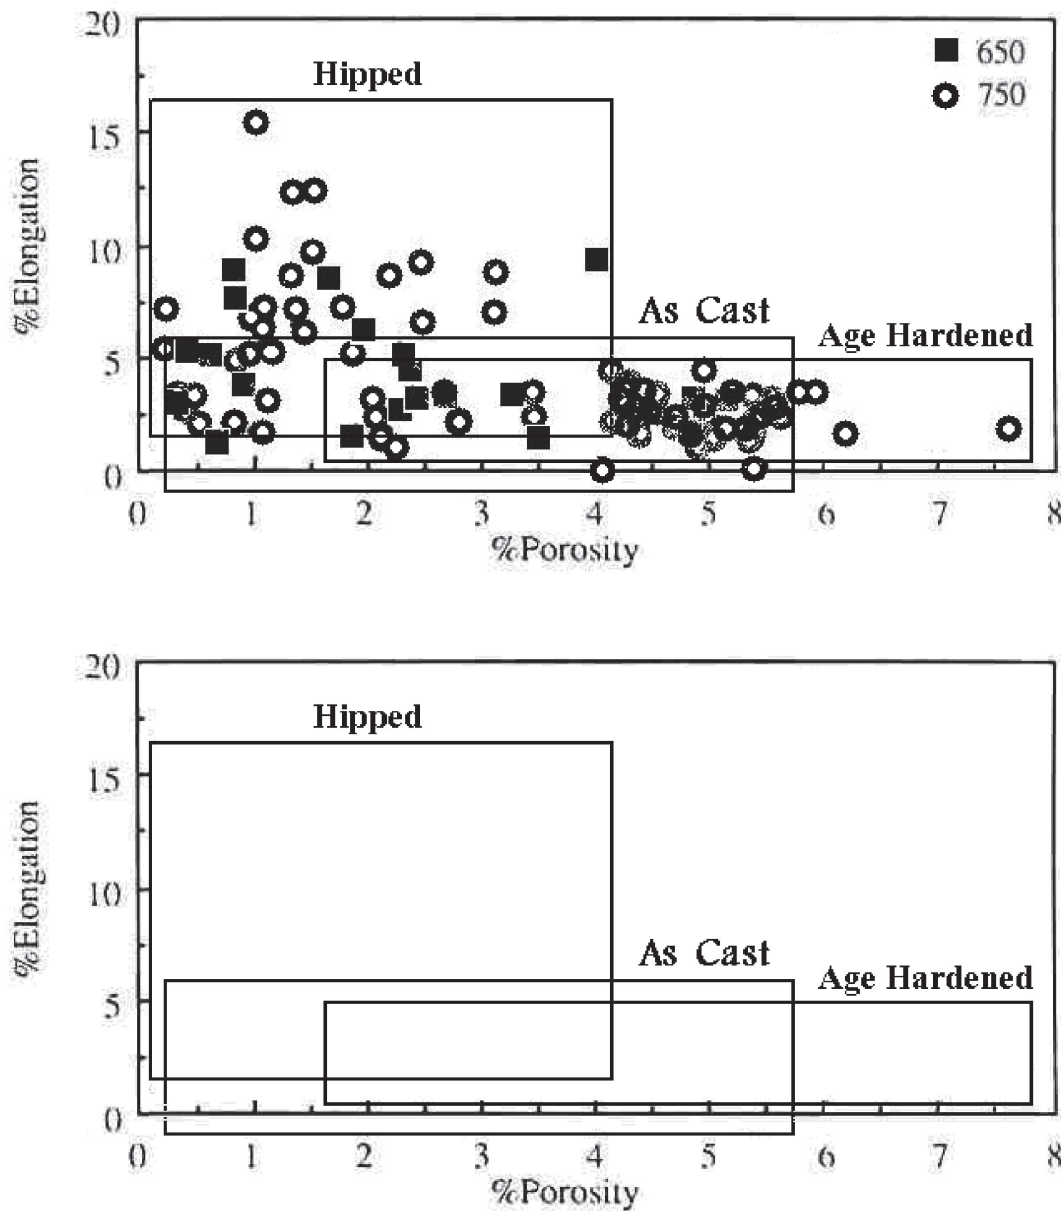 20
650
Hipped
750
15
%Elongation
10
As Cast
Age Hardened
5
0
0 1 2 3 4 5 6 7 8
%Porosity
20
Hipped
15
%Elongation
10
As Cast
Age Hardened
5
0
0 1 2 3 4 5 6 7 8
%Porosity